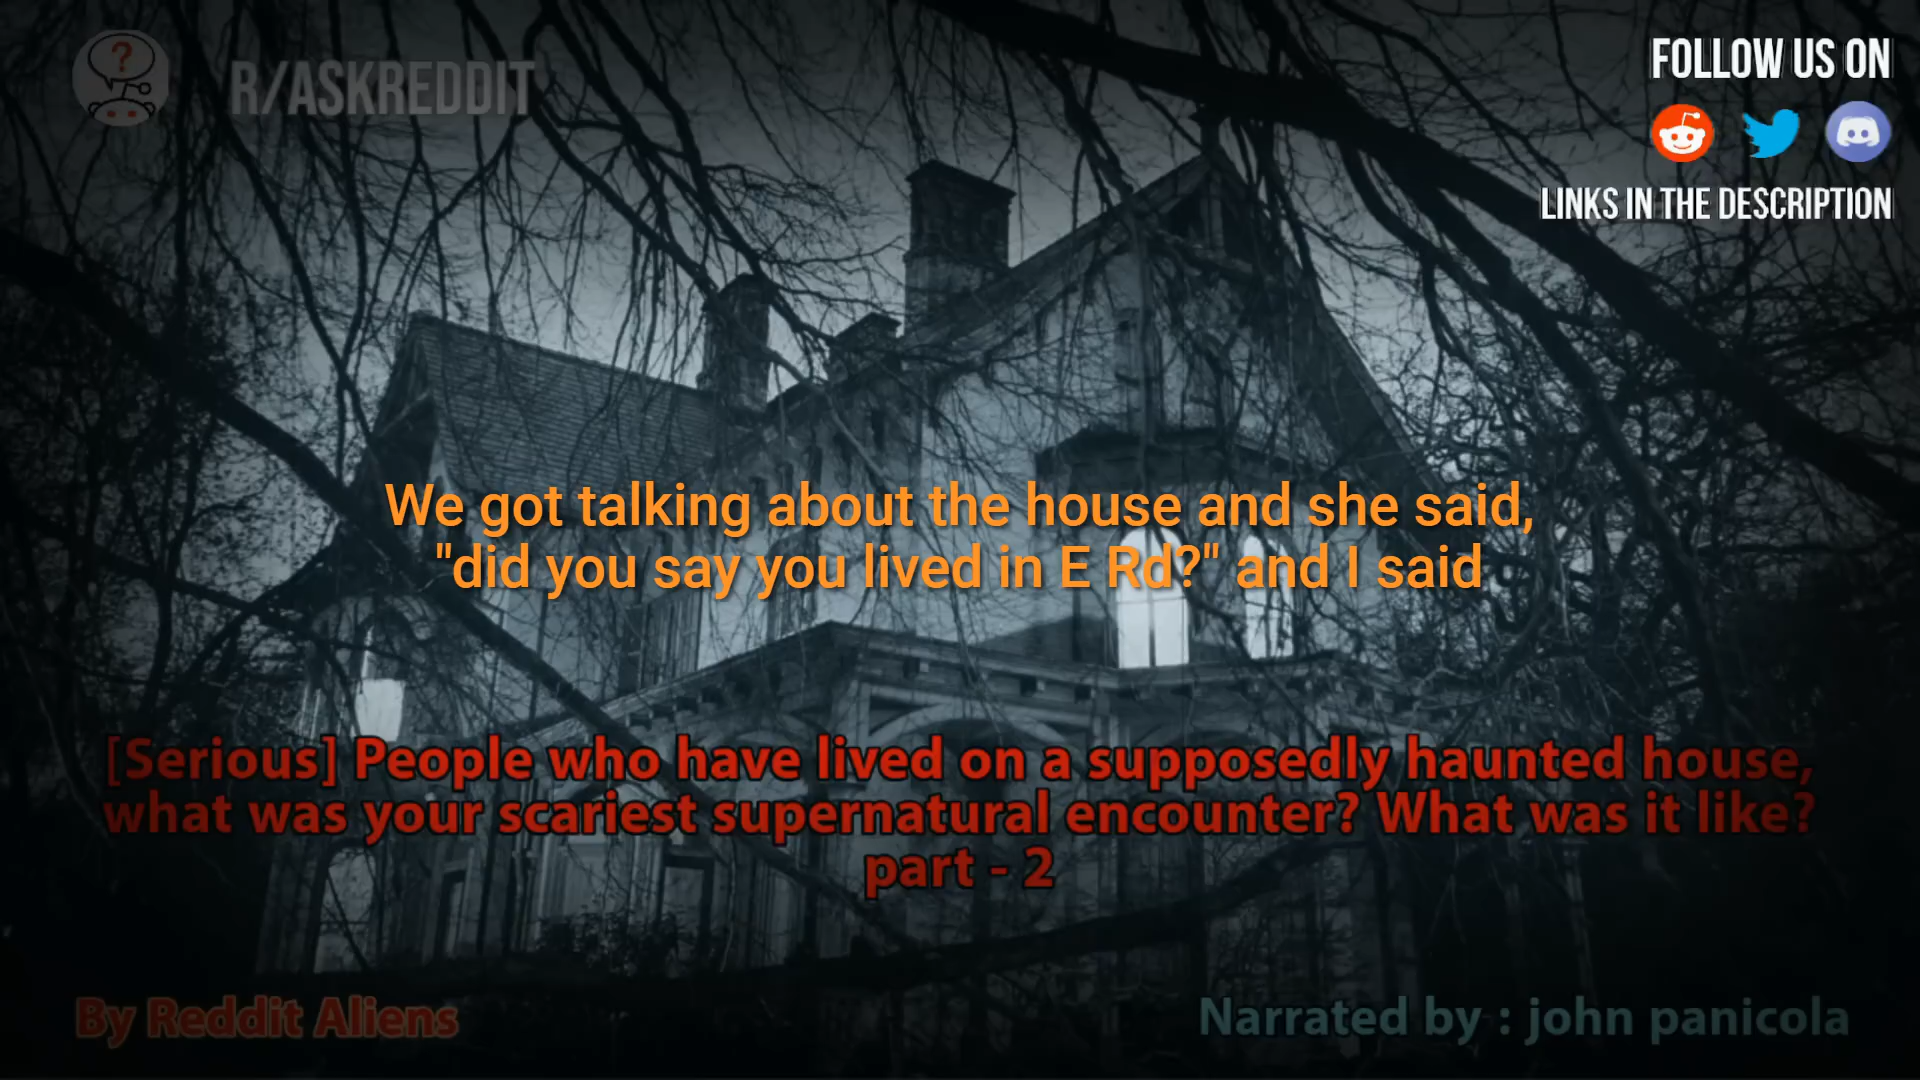 R/ASKREDDIT
FOLLOW US ON
LINKS IN THE DESCRIPTION
We got talking about the house and she said,
"did you say you lived in E Rd?" and I said
[Serious] People who have lived on a supposedly haunted house,
what was your scariest supernatural encounter? What was it like?
part - 2
By Reddit Aliens
Narrated by : john panicola